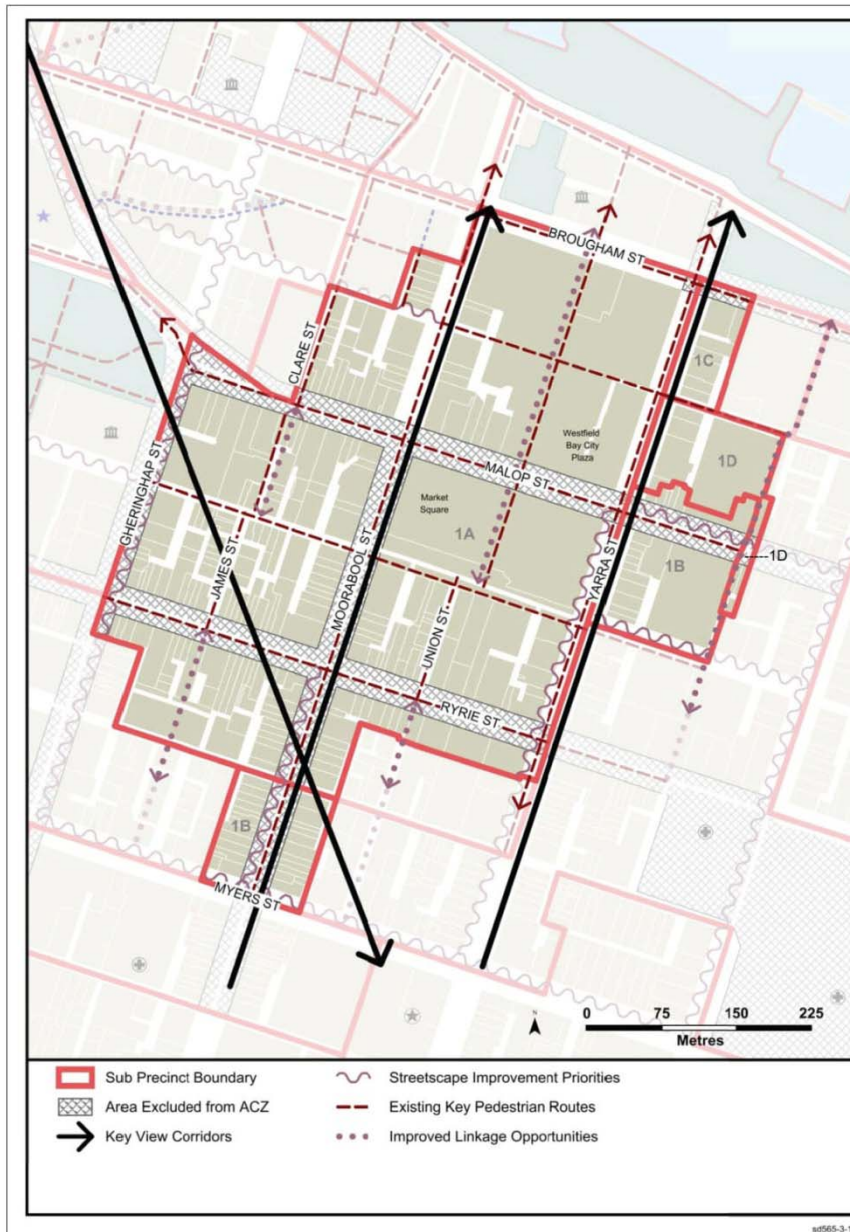 BROUGHAM ST.
CLARE ST.
1C
Westfield
Bay City
Plaza
1D
GHERINGHAP ST.
MALOP ST.
Market
Square
1A
JAMES ST.
MOORABOOL ST.
YARRA ST.
1B
1D
UNION ST.
RYRIE ST.
1B
MYERS ST.
N
0 75 150 225
Metres
Sub Precinct Boundary
Streetscape Improvement Priorities
Area Excluded from ACZ
Existing Key Pedestrian Routes
Key View Corridors
Improved Linkage Opportunities
sd565-3-1